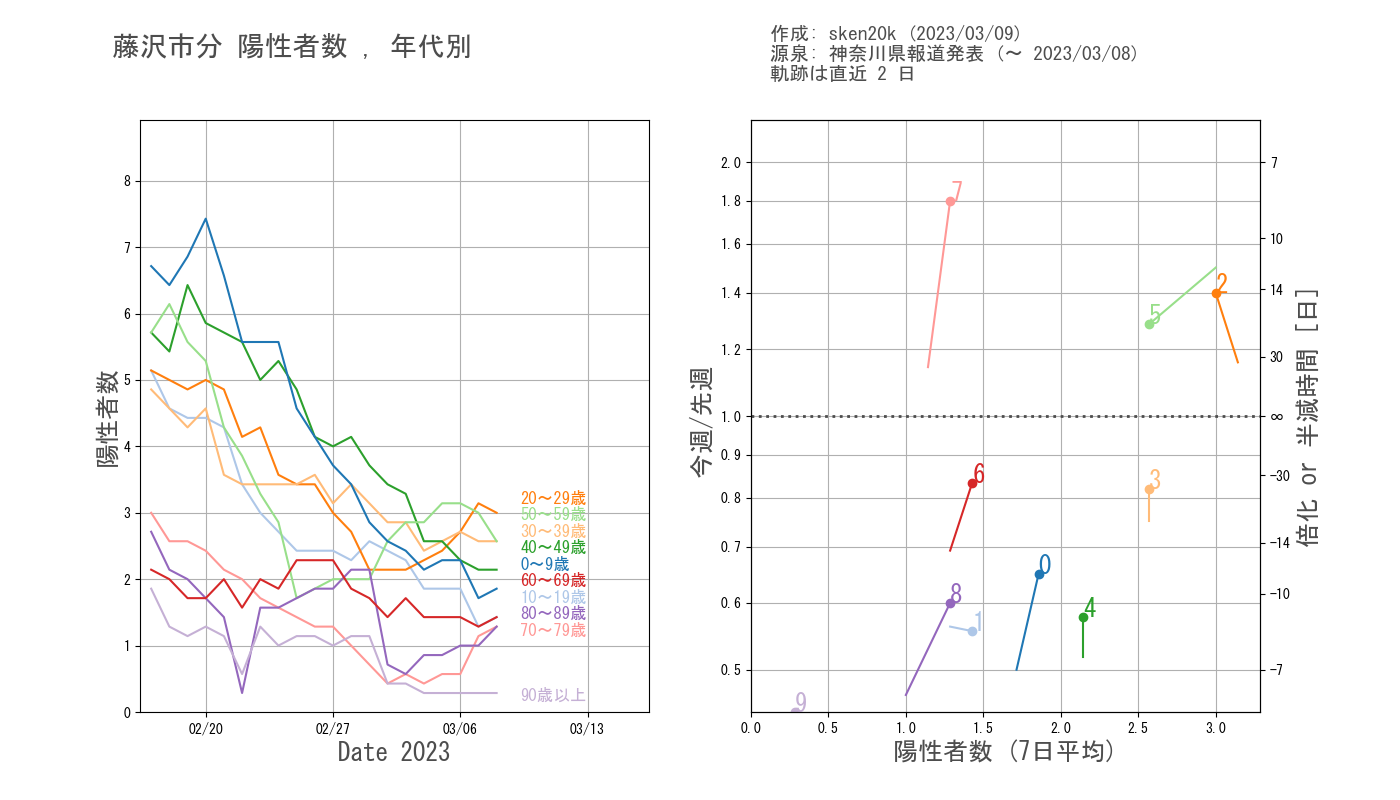 藤沢市分 陽性者数 , 年代別
作成: sken20k (2023/03/09)
源泉: 神奈川県報道発表 (〜 2023/03/08)
軌跡は直近 2 日
陽性者数
8
7
6
5
4
3
2
1
0
02/20
02/27
03/06
03/13
Date 2023
20〜29歳
50〜59歳
30〜39歳
40〜49歳
0〜9歳
60〜69歳
10〜19歳
80〜89歳
70〜79歳
90歳以上
今週/先週
2.0
1.8
1.6
1.4
1.2
1.0
0.9
0.8
0.7
0.6
0.5
0.0
0.5
1.0
1.5
2.0
2.5
3.0
陽性者数 (7日平均)
7
2
5
6
3
0
8
4
1
9
7
10
14
30
∞
-30
-14
-10
-7
倍化 or 半減時間 [日]